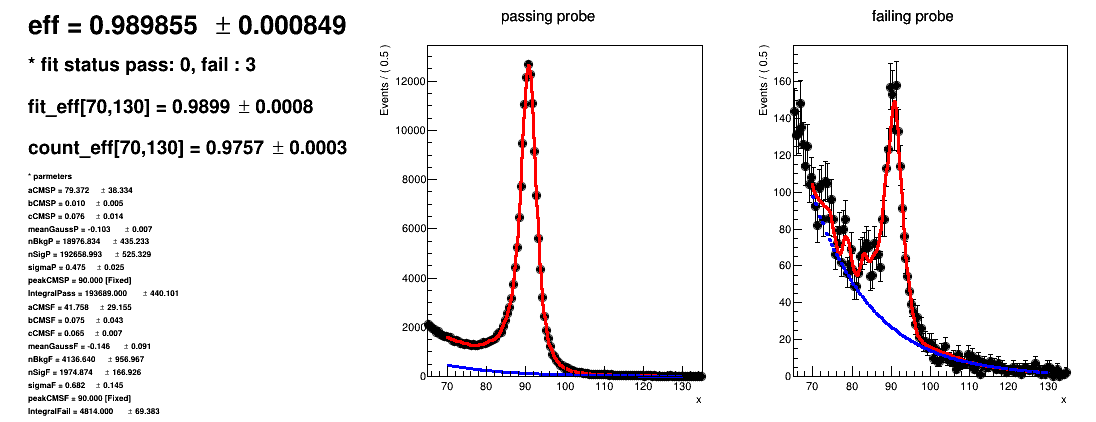 eff = 0.989855 ± 0.000849
* fit status pass: 0, fail : 3
fit_eff[70,130] = 0.9899 ± 0.0008
count_eff[70,130] = 0.9757 ± 0.0003
* parmeters
aCMSP = 79.372 ± 38.334
bCMSP = 0.010 ± 0.005
cCMSP = 0.076 ± 0.014
meanGaussP = -0.103 ± 0.007
nBkgP = 18976.834 ± 435.233
nSigP = 192658.993 ± 525.329
sigmaP = 0.475 ± 0.025
peakCMSP = 90.000 [Fixed]
IntegralPass = 193689.000 ± 440.101
aCMSF = 41.758 ± 29.155
bCMSF = 0.075 ± 0.043
cCMSF = 0.065 ± 0.007
meanGaussF = -0.146 ± 0.091
nBkgF = 4136.640 ± 956.967
nSigF = 1974.874 ± 166.926
sigmaF = 0.682 ± 0.145
peakCMSF = 90.000 [Fixed]
IntegralFail = 4814.000 ± 69.383
passing probe
Events / ( 0.5 )
12000
10000
8000
6000
4000
2000
0
70 80 90 100 110 120 130
x
failing probe
Events / ( 0.5 )
160
140
120
100
80
60
40
20
0
70 80 90 100 110 120 130
x